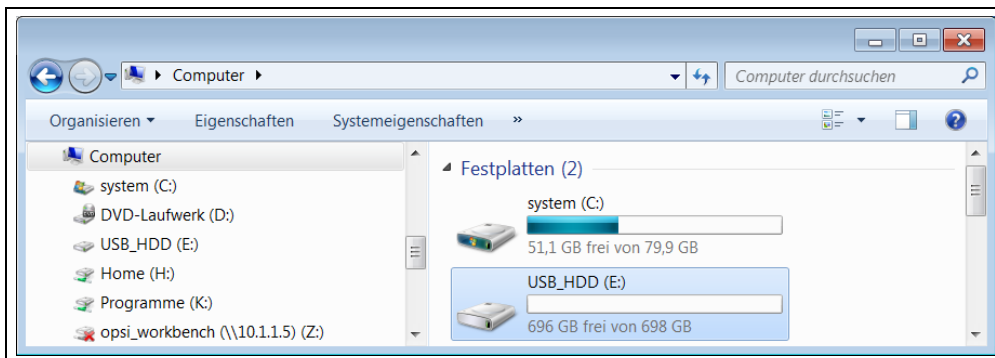 Computer
Computer durchsuchen
Organisieren
Eigenschaften
Systemeigenschaften
»
Computer
system (C:)
DVD-Laufwerk (D:)
USB_HDD (E:)
Home (H:)
Programme (K:)
opsi_workbench (\\10.1.1.5) (Z:)
Festplatten (2)
system (C:)
51,1 GB frei von 79,9 GB
USB_HDD (E:)
696 GB frei von 698 GB